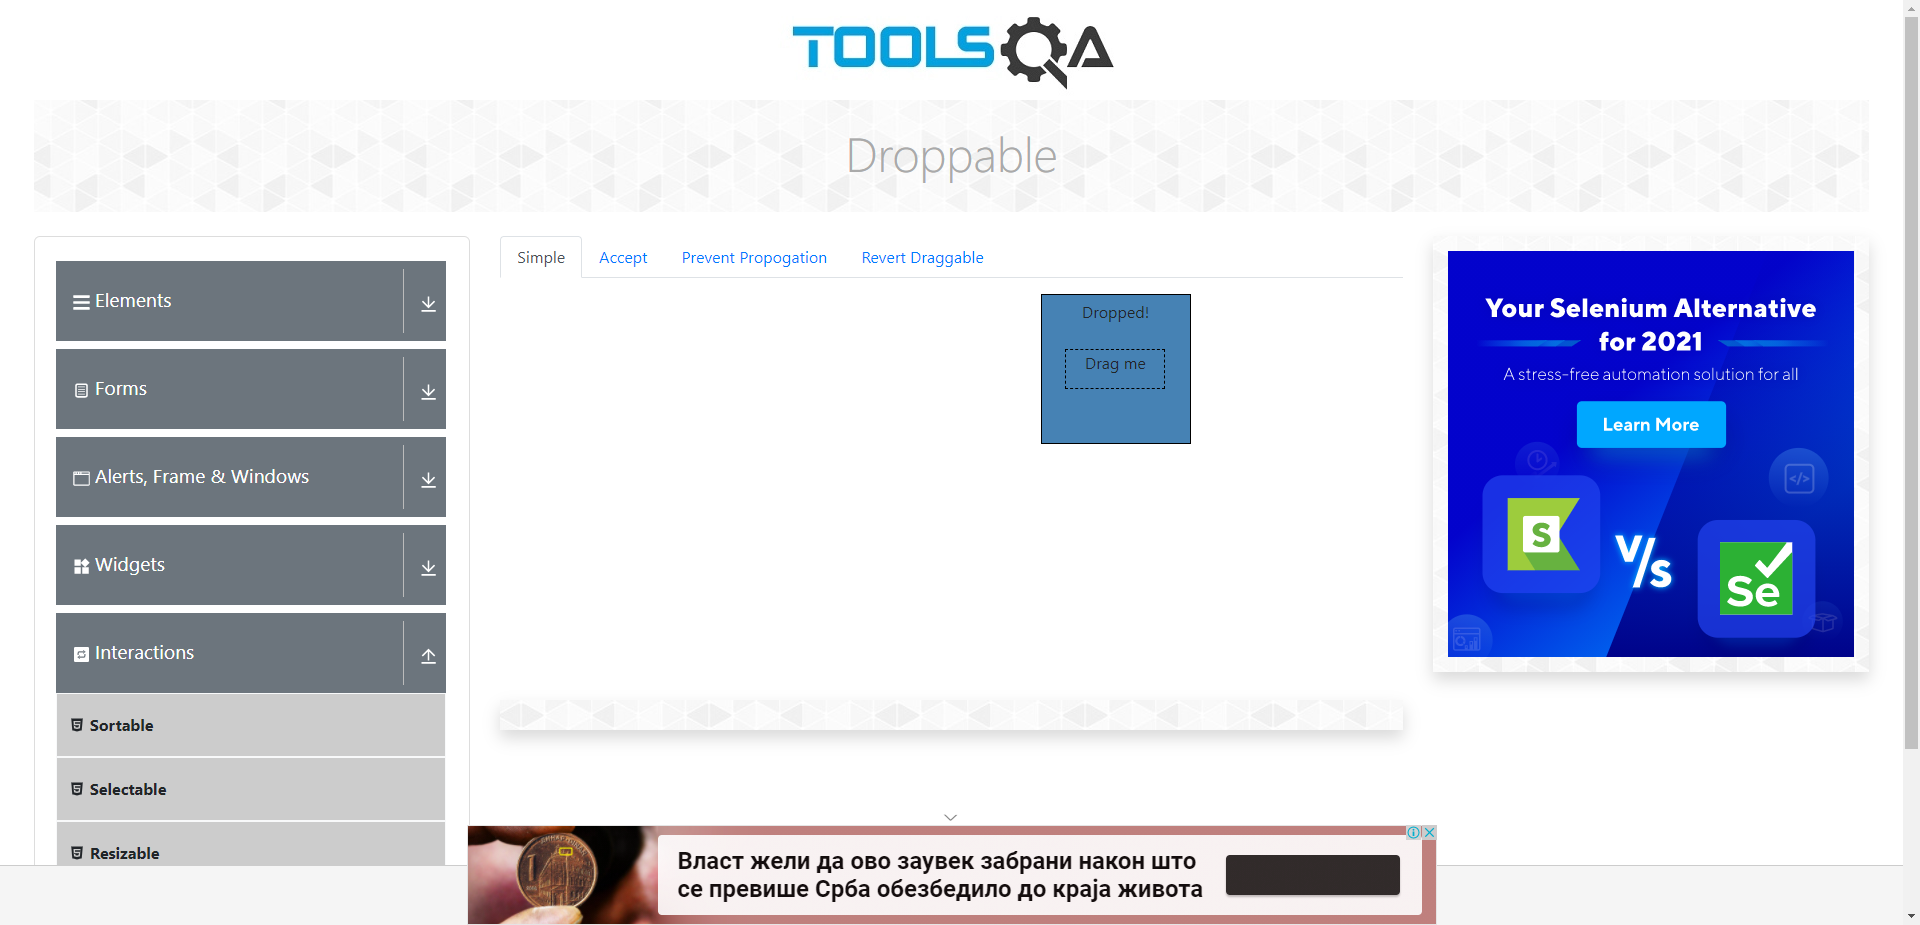 TOOLSQA
Droppable
Elements
Forms
Alerts, Frame & Windows
Widgets
Interactions
Sortable
Selectable
Resizable
Simple
Accept
Prevent Propogation
Revert Draggable
Dropped!
Drag me
Your Selenium Alternative
for 2021
A stress-free automation solution for all
Learn More
</>
S
V/s
Se
Власт жели да ово заувек забрани након што
се превише Срба обезбедило до краја живота